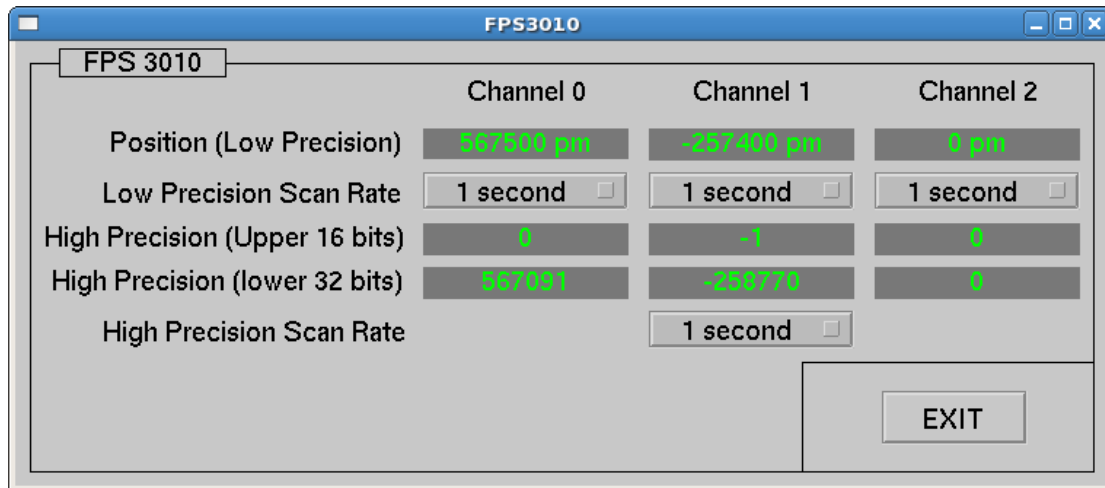 FPS3010
FPS 3010
Channel 0 Channel 1 Channel 2
Position (Low Precision) 567500 pm -257400 pm 0 pm
Low Precision Scan Rate 1 second 1 second 1 second
High Precision (Upper 16 bits) 0 -1 0
High Precision (lower 32 bits) 567091 -258770 0
High Precision Scan Rate 1 second
EXIT